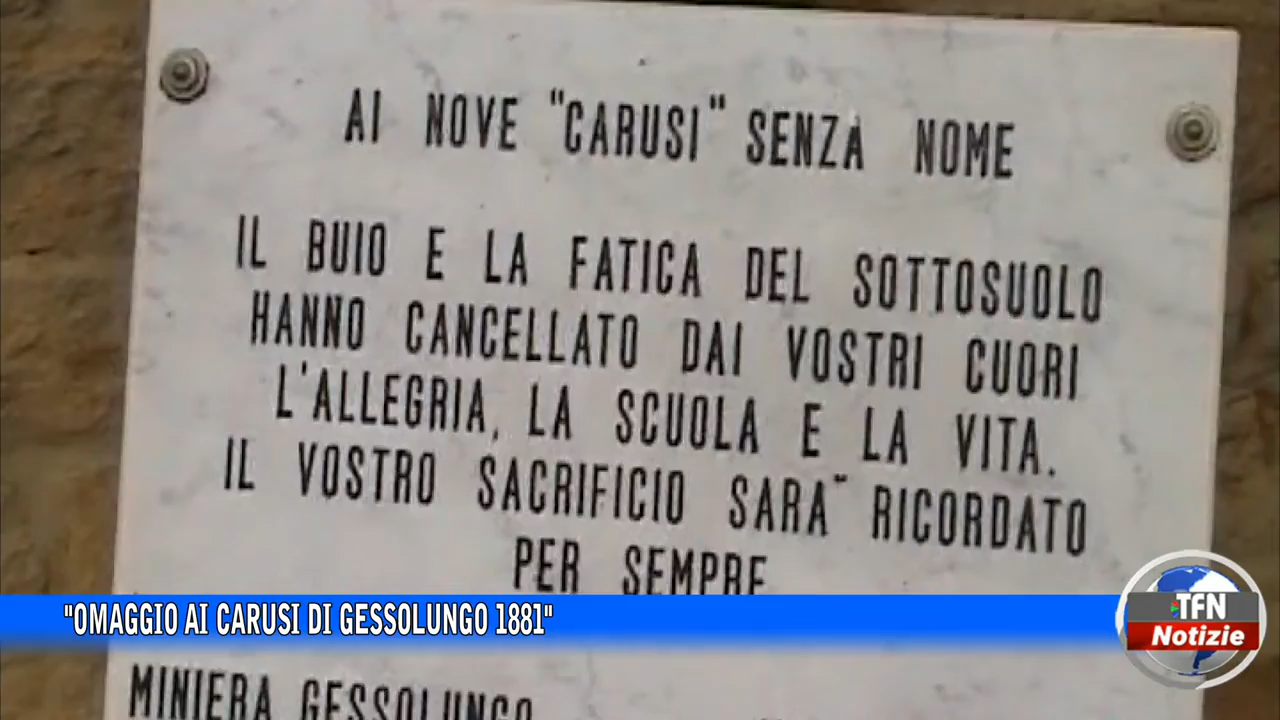 AI NOVE "CARUSI" SENZA NOME
IL BUIO E LA FATICA DEL SOTTOSUOLO
HANNO CANCELLATO DAI VOSTRI CUORI
L'ALLEGRIA, LA SCUOLA E LA VITA.
IL VOSTRO SACRIFICIO SARA` RICORDATO
PER SEMPRE
"OMAGGIO AI CARUSI DI GESSOLUNGO 1881"
TFN
Notizie
MINIERA GESSOLUNGO